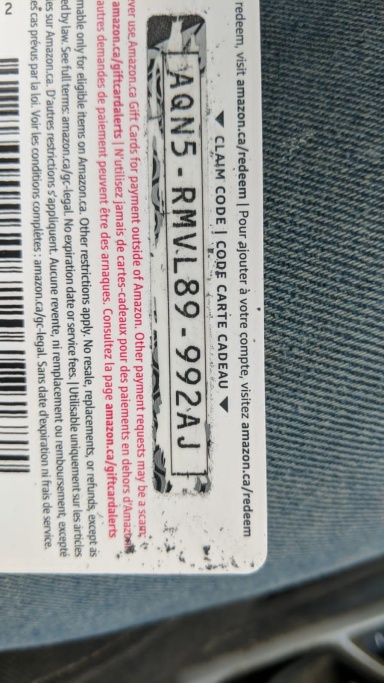 redeem, visit amazon.ca/redeem | Pour ajouter à votre compte, visitez amazon.ca/redeem
▼ CLAIM CODE | CODE CARTE CADEAU ▼
AQN5-RMVL89-992AJ
ever use Amazon.ca Gift Cards for payment outside of Amazon. Other payment requests may be a scam;
amazon.ca/giftcardalerts | N'utilisez jamais de cartes-cadeaux pour des paiements en dehors d'Amazon
autres demandes de paiement peuvent être des arnaques. Consultez la page amazon.ca/giftcardalerts
mable only for eligible items on Amazon.ca. Other restrictions apply. No resale, replacements, or refunds, except as
ed by law. See full terms: amazon.ca/gc-legal. No expiration date or service fees. | Utilisable uniquement sur les articles
es sur Amazon.ca. D'autres restrictions s'appliquent. Aucune revente, ni remplacement ou remboursement, excepté
cas prévus par la loi. Voir les conditions complètes : amazon.ca/gc-legal. Sans date d'expiration ni frais de service.
2